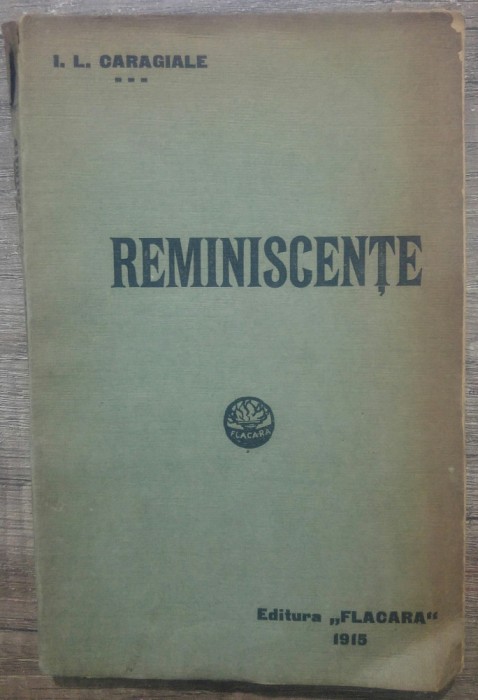 I. L. CARAGIALE
REMINISCENȚE
FLACARA
Editura „FLACARA“
1915